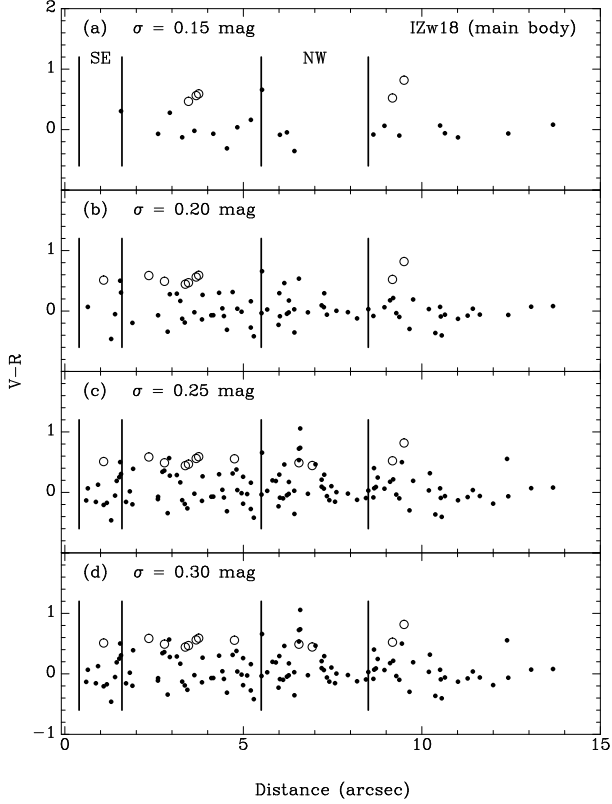 2
(a) σ = 0.15 mag IZw18 (main body)
SE NW
1
0
(b) σ = 0.20 mag
1
0
V-R
(c) σ = 0.25 mag
1
0
(d) σ = 0.30 mag
1
0
-1
0 5 10 15
Distance (arcsec)